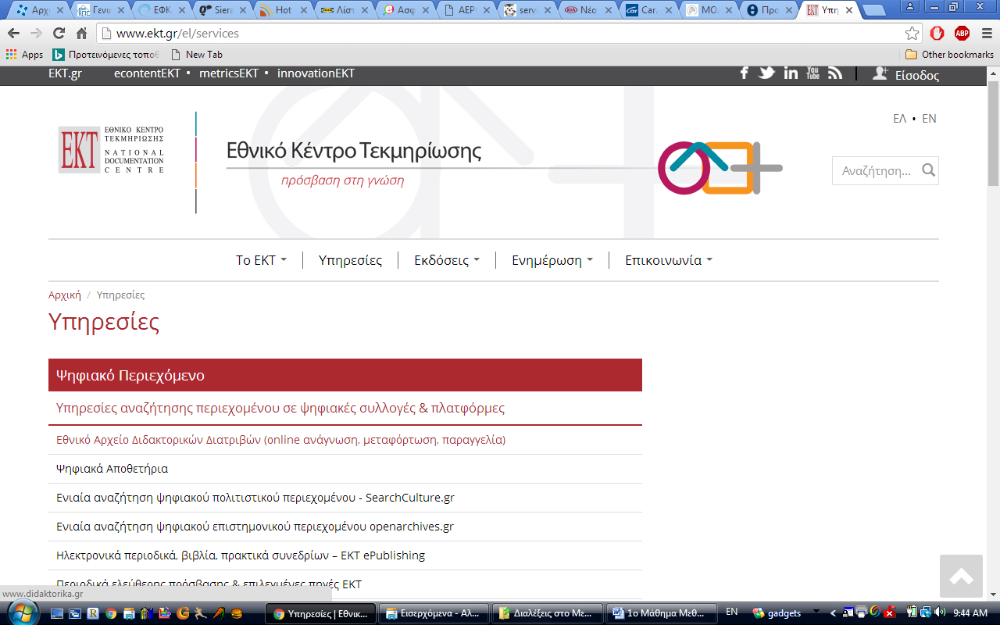 Αρχι Γενι ΕΦΚ Siera Hot Λίστ Ασφ ΑΕΡ servi Νέο Car. ΜΟ Προ Υπη
www.ekt.gr/el/services
Apps Προτεινόμενες τοποθ New Tab Other bookmarks
EKT.gr econtentEKT • metricsEKT • innovationEKT Είσοδος
ΕΛ • EN
ΕΚΤ
ΕΘΝΙΚΟ ΚΕΝΤΡΟ
ΤΕΚΜΗΡΙΩΣΗΣ
NATIONAL
DOCUMENTATION
CENTRE
Εθνικό Κέντρο Τεκμηρίωσης
πρόσβαση στη γνώση
Αναζήτηση...
Το ΕΚΤ Υπηρεσίες Εκδόσεις Ενημέρωση Επικοινωνία
Αρχική / Υπηρεσίες
Υπηρεσίες
Ψηφιακό Περιεχόμενο
Υπηρεσίες αναζήτησης περιεχομένου σε ψηφιακές συλλογές & πλατφόρμες
Εθνικό Αρχείο Διδακτορικών Διατριβών (online ανάγνωση, μεταφόρτωση, παραγγελία)
Ψηφιακά Αποθετήρια
Ενιαία αναζήτηση ψηφιακού πολιτιστικού περιεχομένου - SearchCulture.gr
Ενιαία αναζήτηση ψηφιακού επιστημονικού περιεχομένου openarchives.gr
Ηλεκτρονικά περιοδικά, βιβλία, πρακτικά συνεδρίων – ΕΚΤ ePublishing
Περιοδικά ελεύθερης πρόσβασης & επιλεγμένες πηγές ΕΚΤ
www.didaktorika.gr
Υπηρεσίες | Εθνικ... Εισερχόμενα - Αλ... Διαλέξεις στο Με... 1ο Μάθημα Μεθ... EN gadgets 9:44 AM